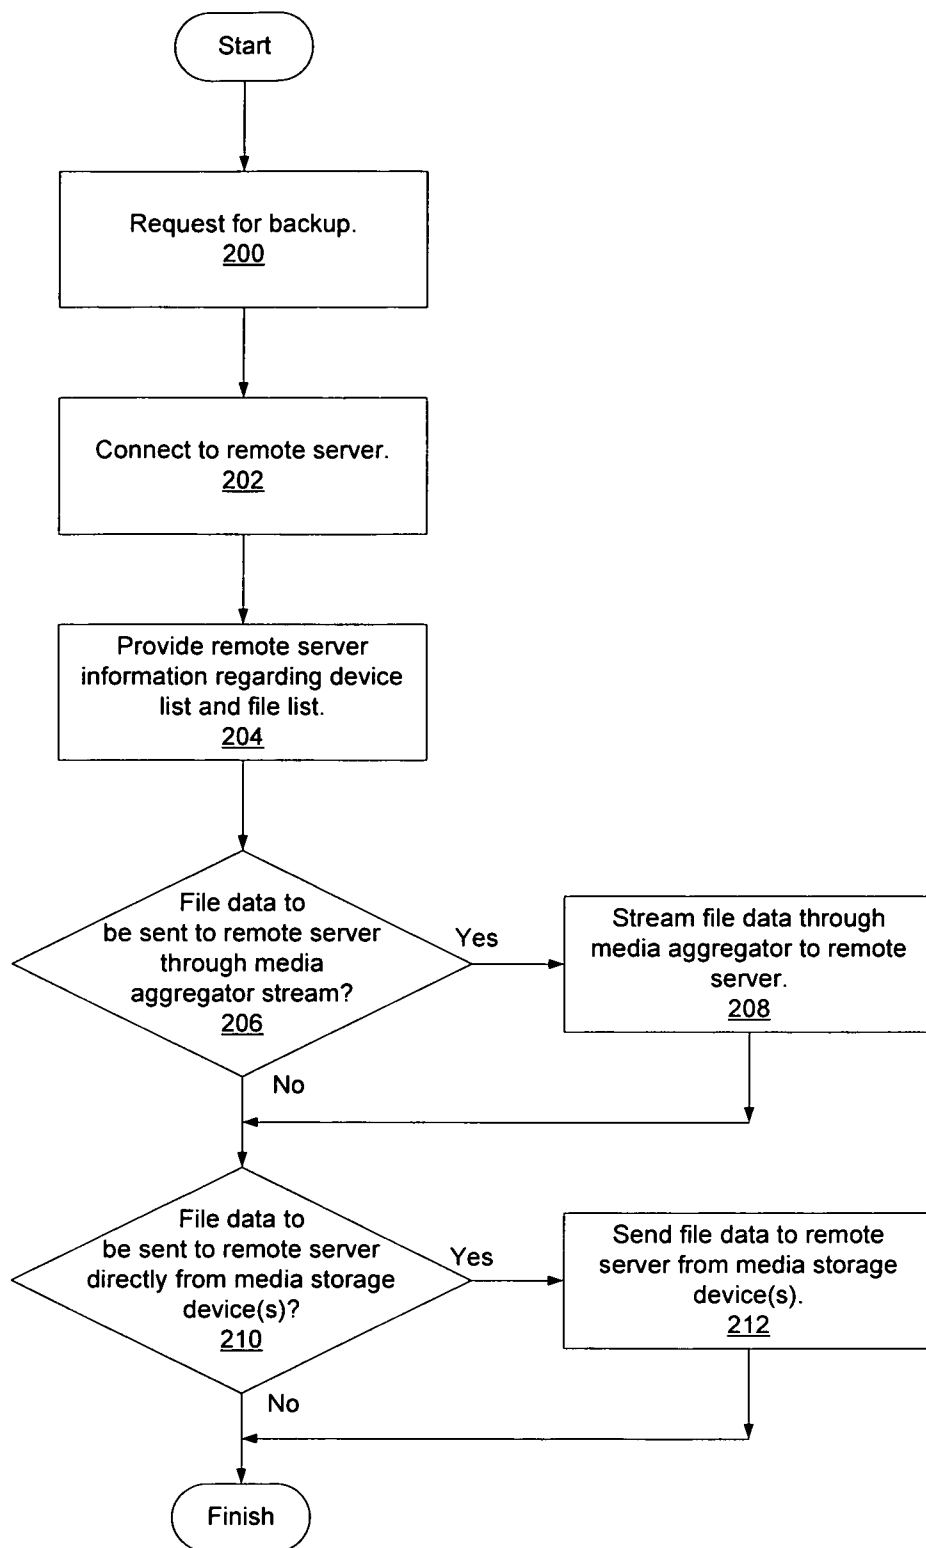 Start
Request for backup.
200
Connect to remote server.
202
Provide remote server
information regarding device
list and file list.
204
File data to
be sent to remote server
through media
aggregator stream?
206
Yes
Stream file data through
media aggregator to remote
server.
208
No
File data to
be sent to remote server
directly from media storage
device(s)?
210
Yes
Send file data to remote
server from media storage
device(s).
212
No
Finish